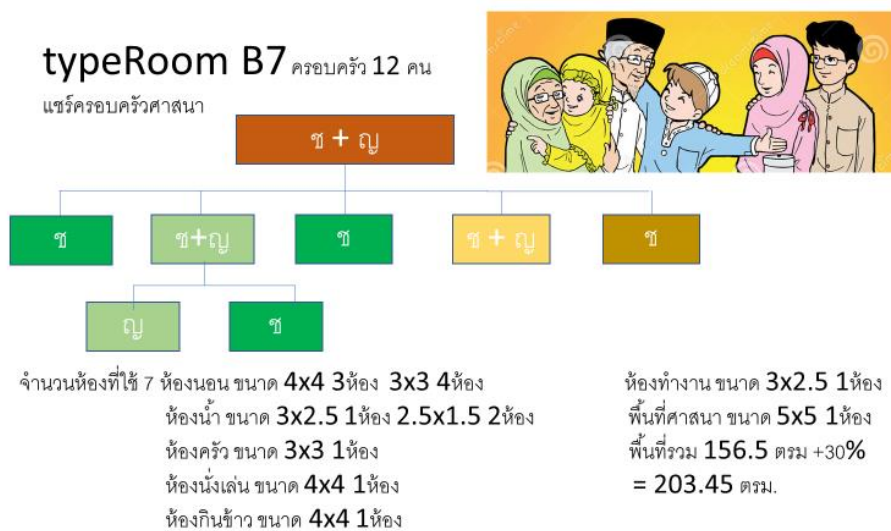 typeRoom B7 ครอบครัว 12 คน
แชร์ครอบครัวศาสนา
ช + ญ
ช
ช+ญ
ช
ช + ญ
ช
ญ
ช
จำนวนห้องที่ใช้ 7 ห้องนอน ขนาด 4x4 3ห้อง 3x3 4ห้อง
ห้องน้ำ ขนาด 3x2.5 1ห้อง 2.5x1.5 2ห้อง
ห้องครัว ขนาด 3x3 1ห้อง
ห้องนั่งเล่น ขนาด 4x4 1ห้อง
ห้องกินข้าว ขนาด 4x4 1ห้อง
ห้องทำงาน ขนาด 3x2.5 1ห้อง
พื้นที่ศาสนา ขนาด 5x5 1ห้อง
พื้นที่รวม 156.5 ตรม +30%
= 203.45 ตรม.